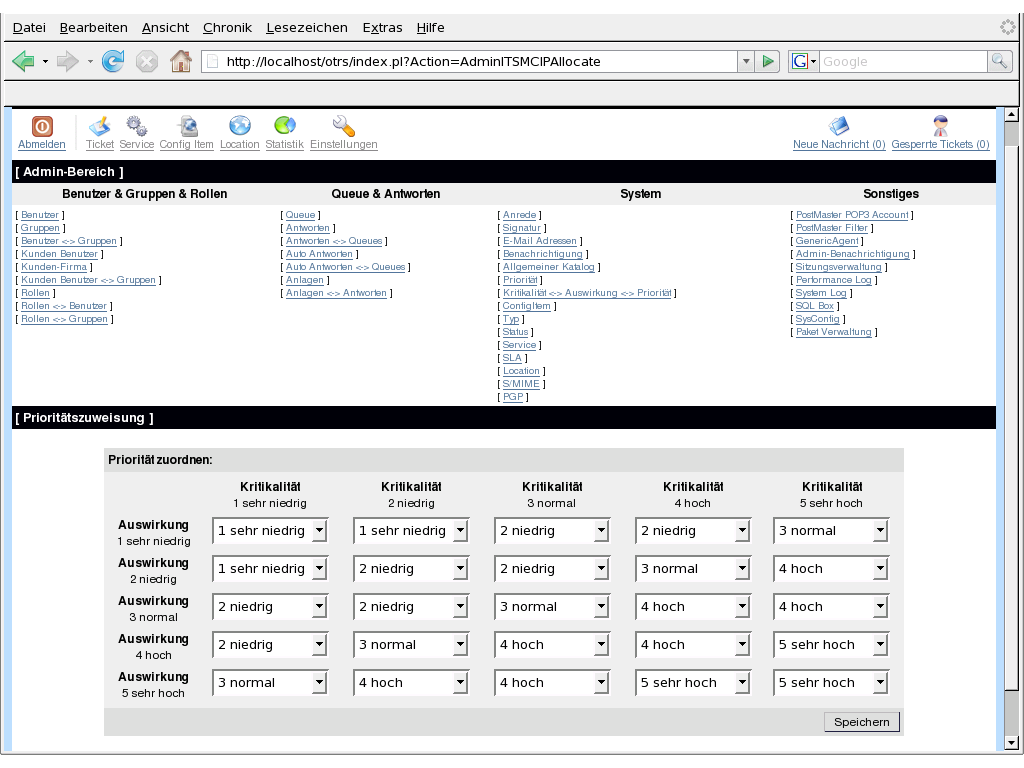 Datei Bearbeiten Ansicht Chronik Lesezeichen Extras Hilfe
http://localhost/otrs/index.pl?Action=AdminITSMCIPAllocate G Google
Abmelden Ticket Service Config Item Location Statistik Einstellungen Neue Nachricht (0) Gesperrte Tickets (0)
[ Admin-Bereich ]
Benutzer & Gruppen & Rollen Queue & Antworten System Sonstiges
[ Benutzer ] [ Queue ] [ Anrede ] [ PostMaster POP3 Account ]
[ Gruppen ] [ Antworten ] [ Signatur ] [ PostMaster Filter ]
[ Benutzer <-> Gruppen ] [ Antworten <-> Queues ] [ E-Mail Adressen ] [ GenericAgent ]
[ Kunden Benutzer ] [ Auto Antworten ] [ Benachrichtigung ] [ Admin-Benachrichtigung ]
[ Kunden-Firma ] [ Auto Antworten <-> Queues ] [ Allgemeiner Katalog ] [ Sitzungsverwaltung ]
[ Kunden Benutzer <-> Gruppen ] [ Anlagen ] [ Priorität ] [ Performance Log ]
[ Rollen ] [ Anlagen <-> Antworten ] [ Kritikalität <-> Auswirkung <-> Priorität ] [ System Log ]
[ Rollen <-> Benutzer ] [ ConfigItem ] [ SQL Box ]
[ Rollen <-> Gruppen ] [ Typ ] [ SysConfig ]
[ Status ] [ Paket Verwaltung ]
[ Service ]
[ SLA ]
[ Location ]
[ S/MIME ]
[ PGP ]
[ Prioritätszuweisung ]
Priorität zuordnen:
Kritikalität Kritikalität Kritikalität Kritikalität Kritikalität
1 sehr niedrig 2 niedrig 3 normal 4 hoch 5 sehr hoch
Auswirkung
1 sehr niedrig 1 sehr niedrig 1 sehr niedrig 2 niedrig 2 niedrig 3 normal
Auswirkung
2 niedrig 1 sehr niedrig 2 niedrig 2 niedrig 3 normal 4 hoch
Auswirkung
3 normal 2 niedrig 2 niedrig 3 normal 4 hoch 4 hoch
Auswirkung
4 hoch 2 niedrig 3 normal 4 hoch 4 hoch 5 sehr hoch
Auswirkung
5 sehr hoch 3 normal 4 hoch 4 hoch 5 sehr hoch 5 sehr hoch
Speichern